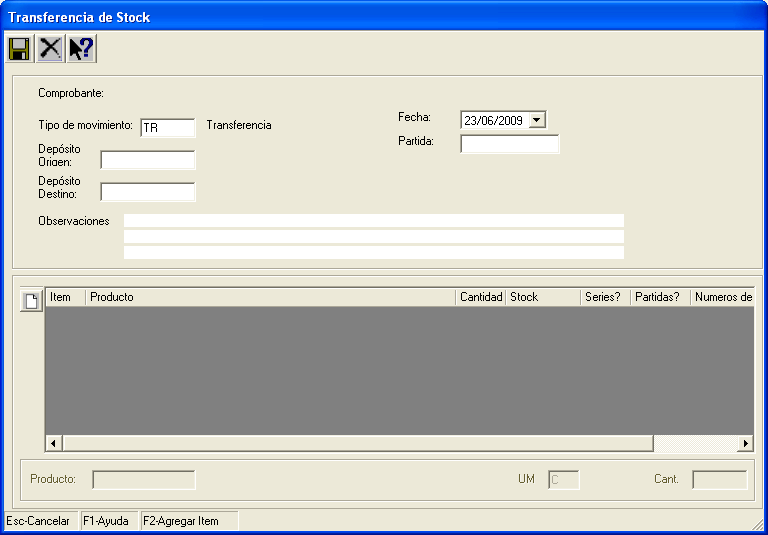 Transferencia de Stock
Comprobante:
Tipo de movimiento: TR Transferencia
Fecha: 23/06/2009
Depósito Origen:
Partida:
Depósito Destino:
Observaciones
Item Producto Cantidad Stock Series? Partidas? Numeros de
Producto: UM C Cant.
Esc-Cancelar F1-Ayuda F2-Agregar Item